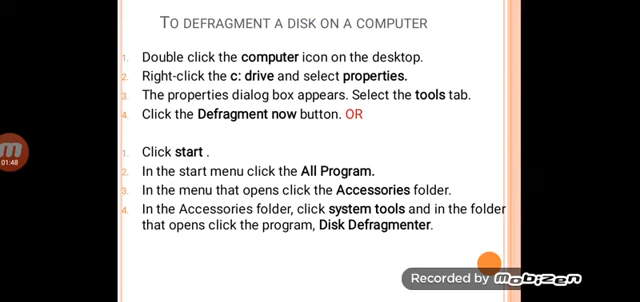 TO DEFRAGMENT A DISK ON A COMPUTER
1. Double click the computer icon on the desktop.
2. Right-click the c: drive and select properties.
3. The properties dialog box appears. Select the tools tab.
4. Click the Defragment now button. OR
1. Click start .
2. In the start menu click the All Program.
3. In the menu that opens click the Accessories folder.
4. In the Accessories folder, click system tools and in the folder
that opens click the program, Disk Defragmenter.
01:48
Recorded by mobizen